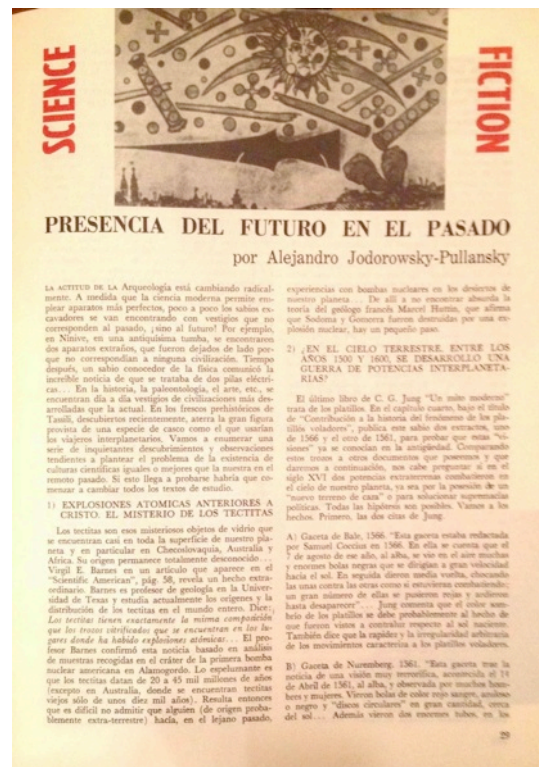 SCIENCE
FICTION
PRESENCIA DEL FUTURO EN EL PASADO
por Alejandro Jodorowsky-Pullansky
LA ACTITUD DE LA Arqueología está cambiando radical-
mente. A medida que la ciencia moderna permite em-
plear aparatos más perfectos, poco a poco los sabios ex-
cavadores se van encontrando con vestigios que no
corresponden al pasado, ¡sino al futuro! Por ejemplo,
en Nínive, en una antiquísima tumba, se encontraron
dos aparatos extraños, que fueron dejados de lado por-
que no correspondían a ninguna civilización. Tiempo
después, un sabio conocedor de la física comunicó la
increíble noticia de que se trataba de dos pilas eléctri-
cas... En la historia, la paleontología, el arte, etc., se
encuentran día a día vestigios de civilizaciones más des-
arrolladas que la actual. En los frescos prehistóricos de
Tassili, descubiertos recientemente, aterra la gran figura
provista de una especie de casco como el que usarían
los viajeros interplanetarios. Vamos a enumerar una
serie de inquietantes descubrimientos y observaciones
tendientes a plantear el problema de la existencia de
culturas científicas iguales o mejores que la nuestra en el
remoto pasado. Si esto llega a probarse habría que co-
menzar a cambiar todos los textos de estudio.
1) EXPLOSIONES ATOMICAS ANTERIORES A
CRISTO. EL MISTERIO DE LOS TECTITAS
Los tectitas son esos misteriosos objetos de vidrio que
se encuentran casi en toda la superficie de nuestro pla-
neta y en particular en Checolovaquia, Australia y
Africa. Su origen permanece totalmente desconocido...
Virgil E. Barnes en un artículo que aparece en el
"Scientific American", pág. 58, revela un hecho extra-
ordinario. Barnes es profesor de geología en la Univer-
sidad de Texas y estudia actualmente los orígenes y la
distribución de los tectitas en el mundo entero. Dice:
Los tectitas tienen exactamente la misma composición
que los trozos vitrificados que se encuentran en los lu-
gares donde ha habido explosiones atómicas... El pro-
fesor Barnes confirmó esta noticia basado en análisis
de muestras recogidas en el cráter de la primera bomba
nuclear americana en Alamogordo. Lo espeluznante es
que los tectitas datan de 20 a 45 mil millones de años
(excepto en Australia, donde se encuentran tectitas
viejos sólo de unos diez mil años). Resulta entonces
que es difícil no admitir que alguien (de origen proba-
blemente extra-terrestre) hacía, en el lejano pasado,
experiencias con bombas nucleares en los desiertos de
nuestro planeta... De allí a no encontrar absurda la
teoría del geólogo francés Marcel Homin, que afirma
que Sodoma y Gomorra fueron destruidas por una ex-
plosión nuclear, hay un pequeño paso.
2) ¿EN EL CIELO TERRESTRE, ENTRE LOS
AÑOS 1500 Y 1600, SE DESARROLLO UNA
GUERRA DE POTENCIAS INTERPLANETA-
RIAS?
El último libro de C. G. Jung "Un mito moderno"
trata de los platillos. En el capítulo cuarto, bajo el título
de "Contribución a la historia del fenómeno de los pla-
tillos voladores", publica este sabio dos extractos, uno
de 1566 y el otro de 1561, para probar que estas "vi-
siones" ya se conocían en la antigüedad. Comparando
estos trozos a otros documentos que poseemos y que
daremos a continuación, nos cabe preguntar si en el
siglo XVI dos potencias extraterrenas combatieron en
el cielo de nuestro planeta, ya sea por la posesión de un
"nuevo terreno de caza" o para solucionar supremacías
políticas. Todas las hipótesis son posibles. Vamos a los
hechos. Primero, las dos citas de Jung.
A) Gaceta de Bale, 1566. "Esta gaceta estaba redactada
por Samuel Coccius en 1566. En ella se cuenta que el
7 de agosto de ese año, al alba, se vio en el aire muchas
y enormes bolas negras que se dirigían a gran velocidad
hacia el sol. En seguida dieron media vuelta, chocando
las unas contra las otras como si estuvieran combatiendo,
un gran número de ellas se pusieron rojas y ardieron
hasta desaparecer"... Jung comenta que el color som-
brío de los platillos se debe probablemente al hecho de
que fueron vistos a contraluz respecto al sol naciente.
También dice que la rapidez y la irregularidad arbitraria
de los movimientos caracteriza a los platillos voladores.
B) Gaceta de Nuremberg. 1561. "Esta gaceta trae la
noticia de una visión muy terrorífica, acontecida el 14
de Abril de 1561, al alba, y observada por muchos hom-
bres y mujeres. Vieron bolas de color rojo sangre, azuloso
o negro y "discos circulares" en gran cantidad, cerca
del sol... Además vieron dos enormes tubos, en los
29